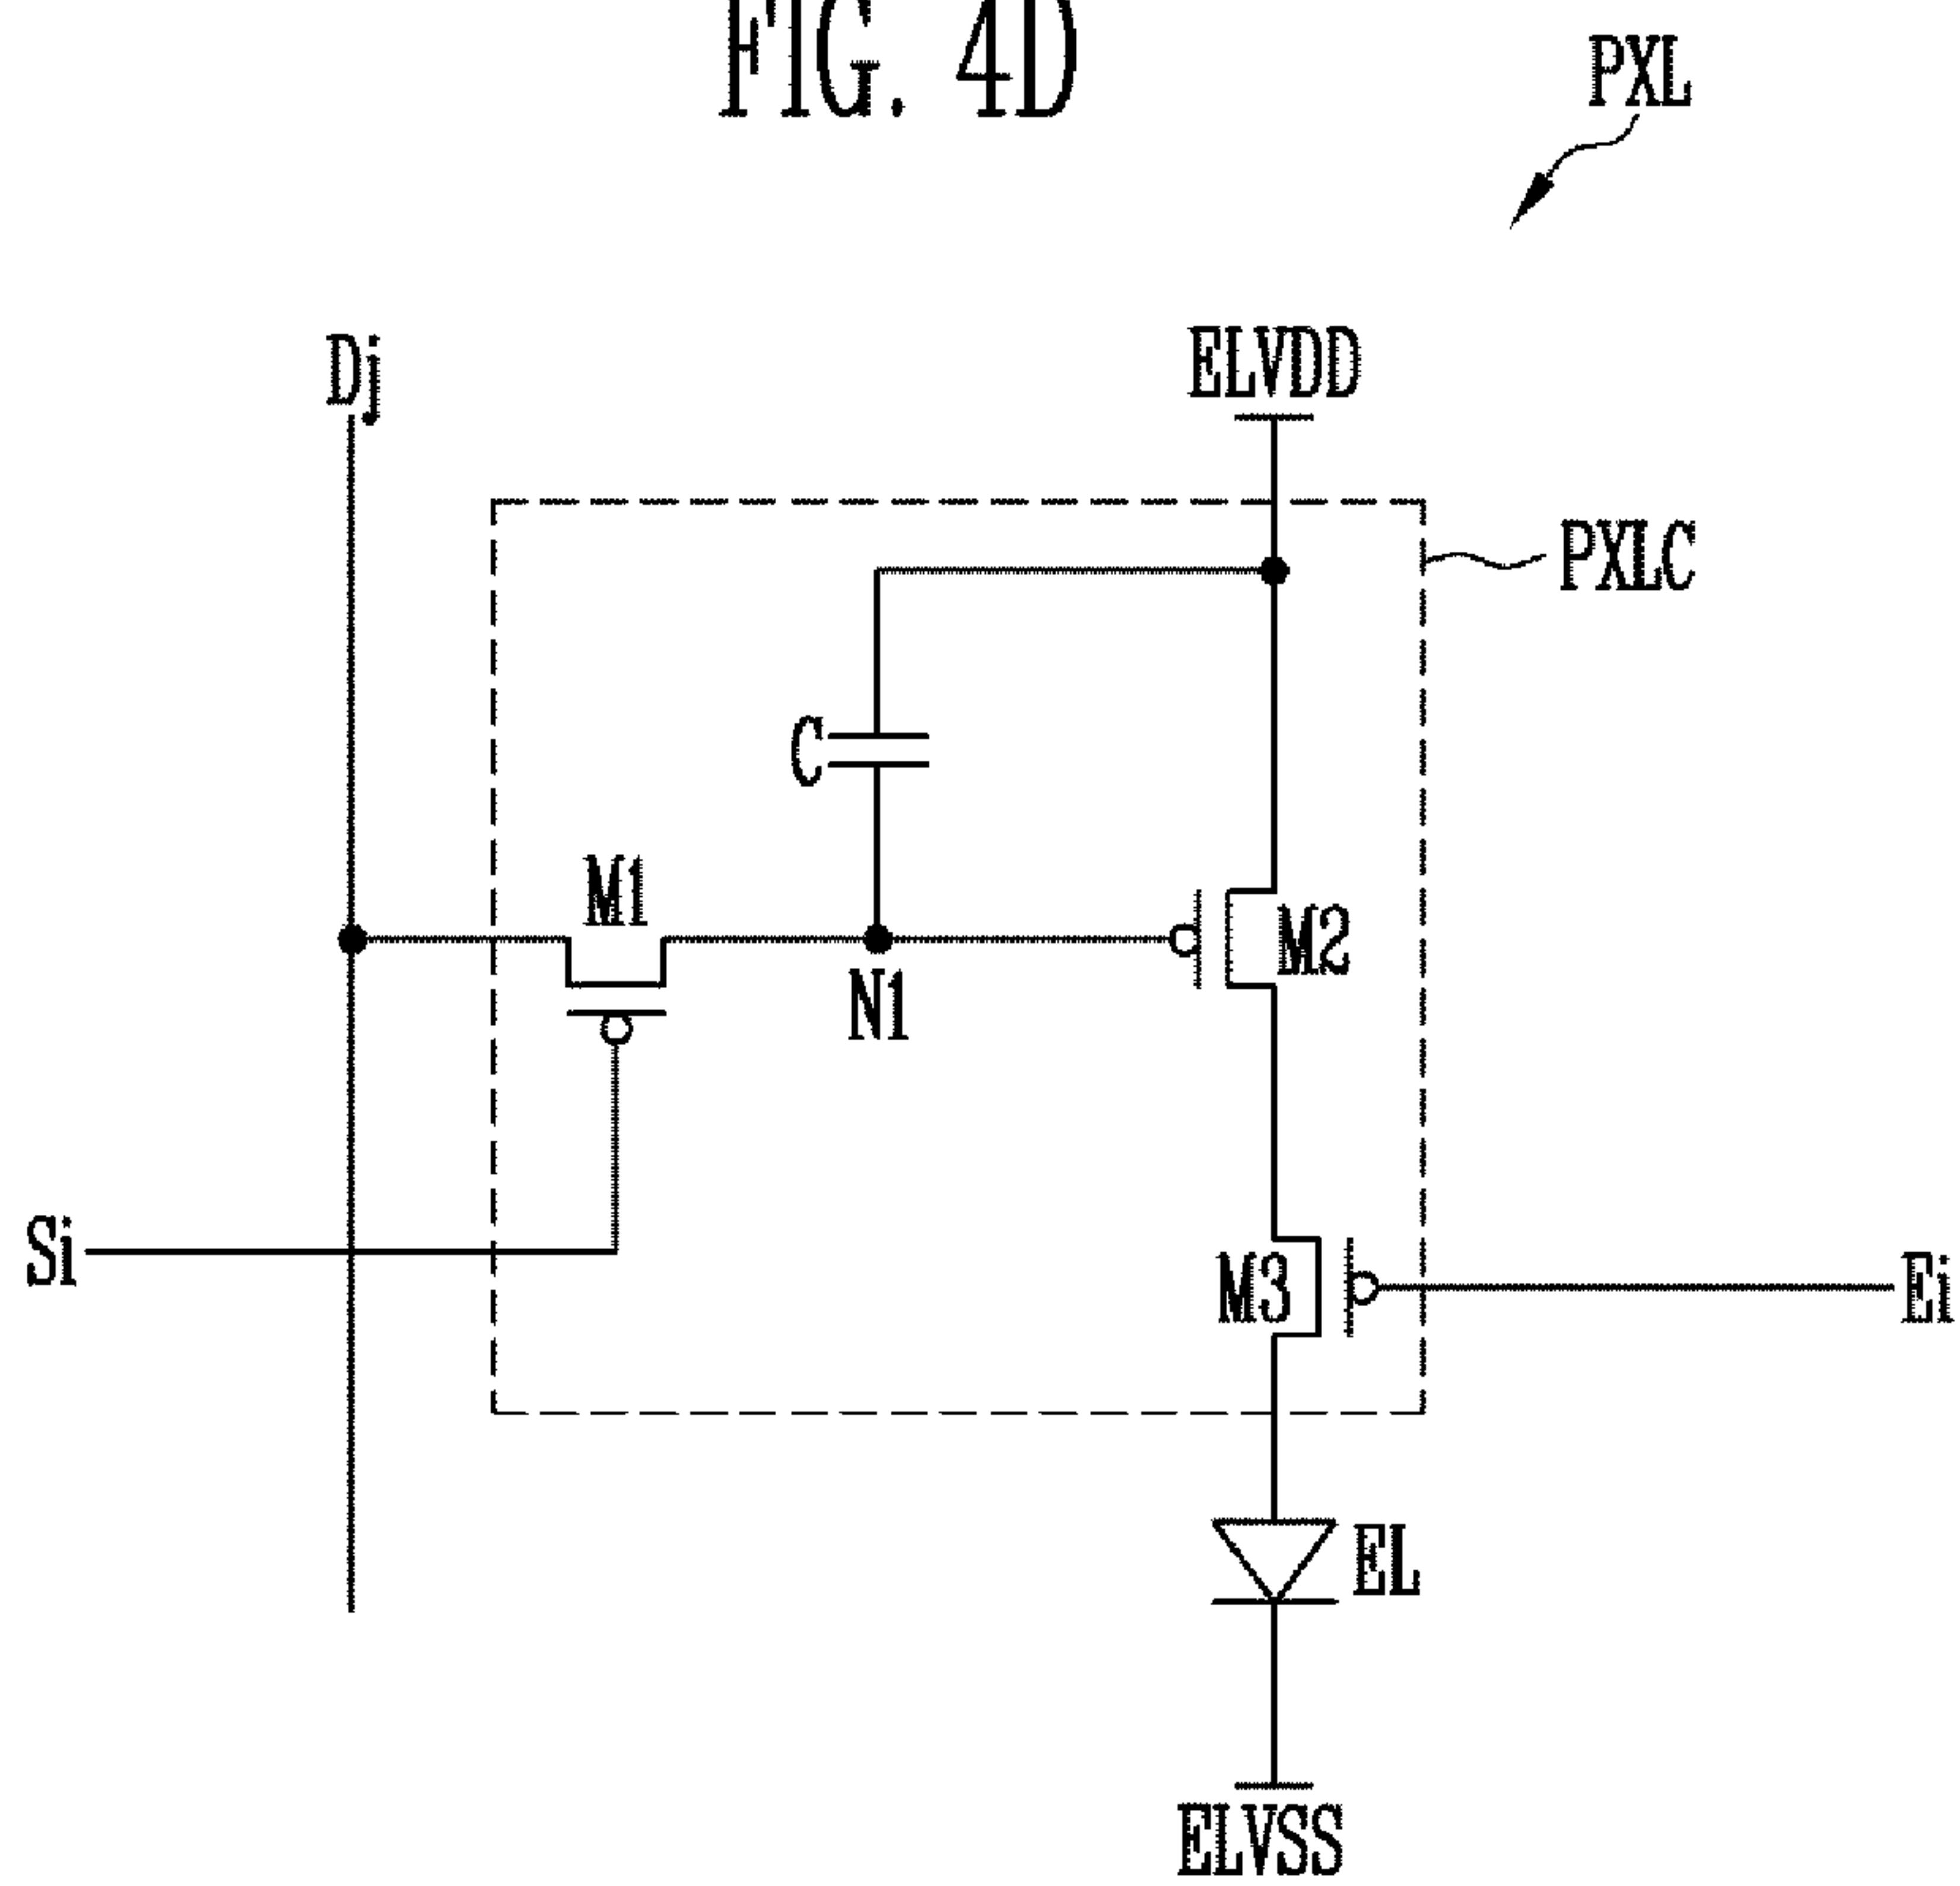 FIG. 4D
PXL
Dj
ELVDD
PXLC
C
M1
M2
N1
Si
M3
Ei
EL
ELVSS